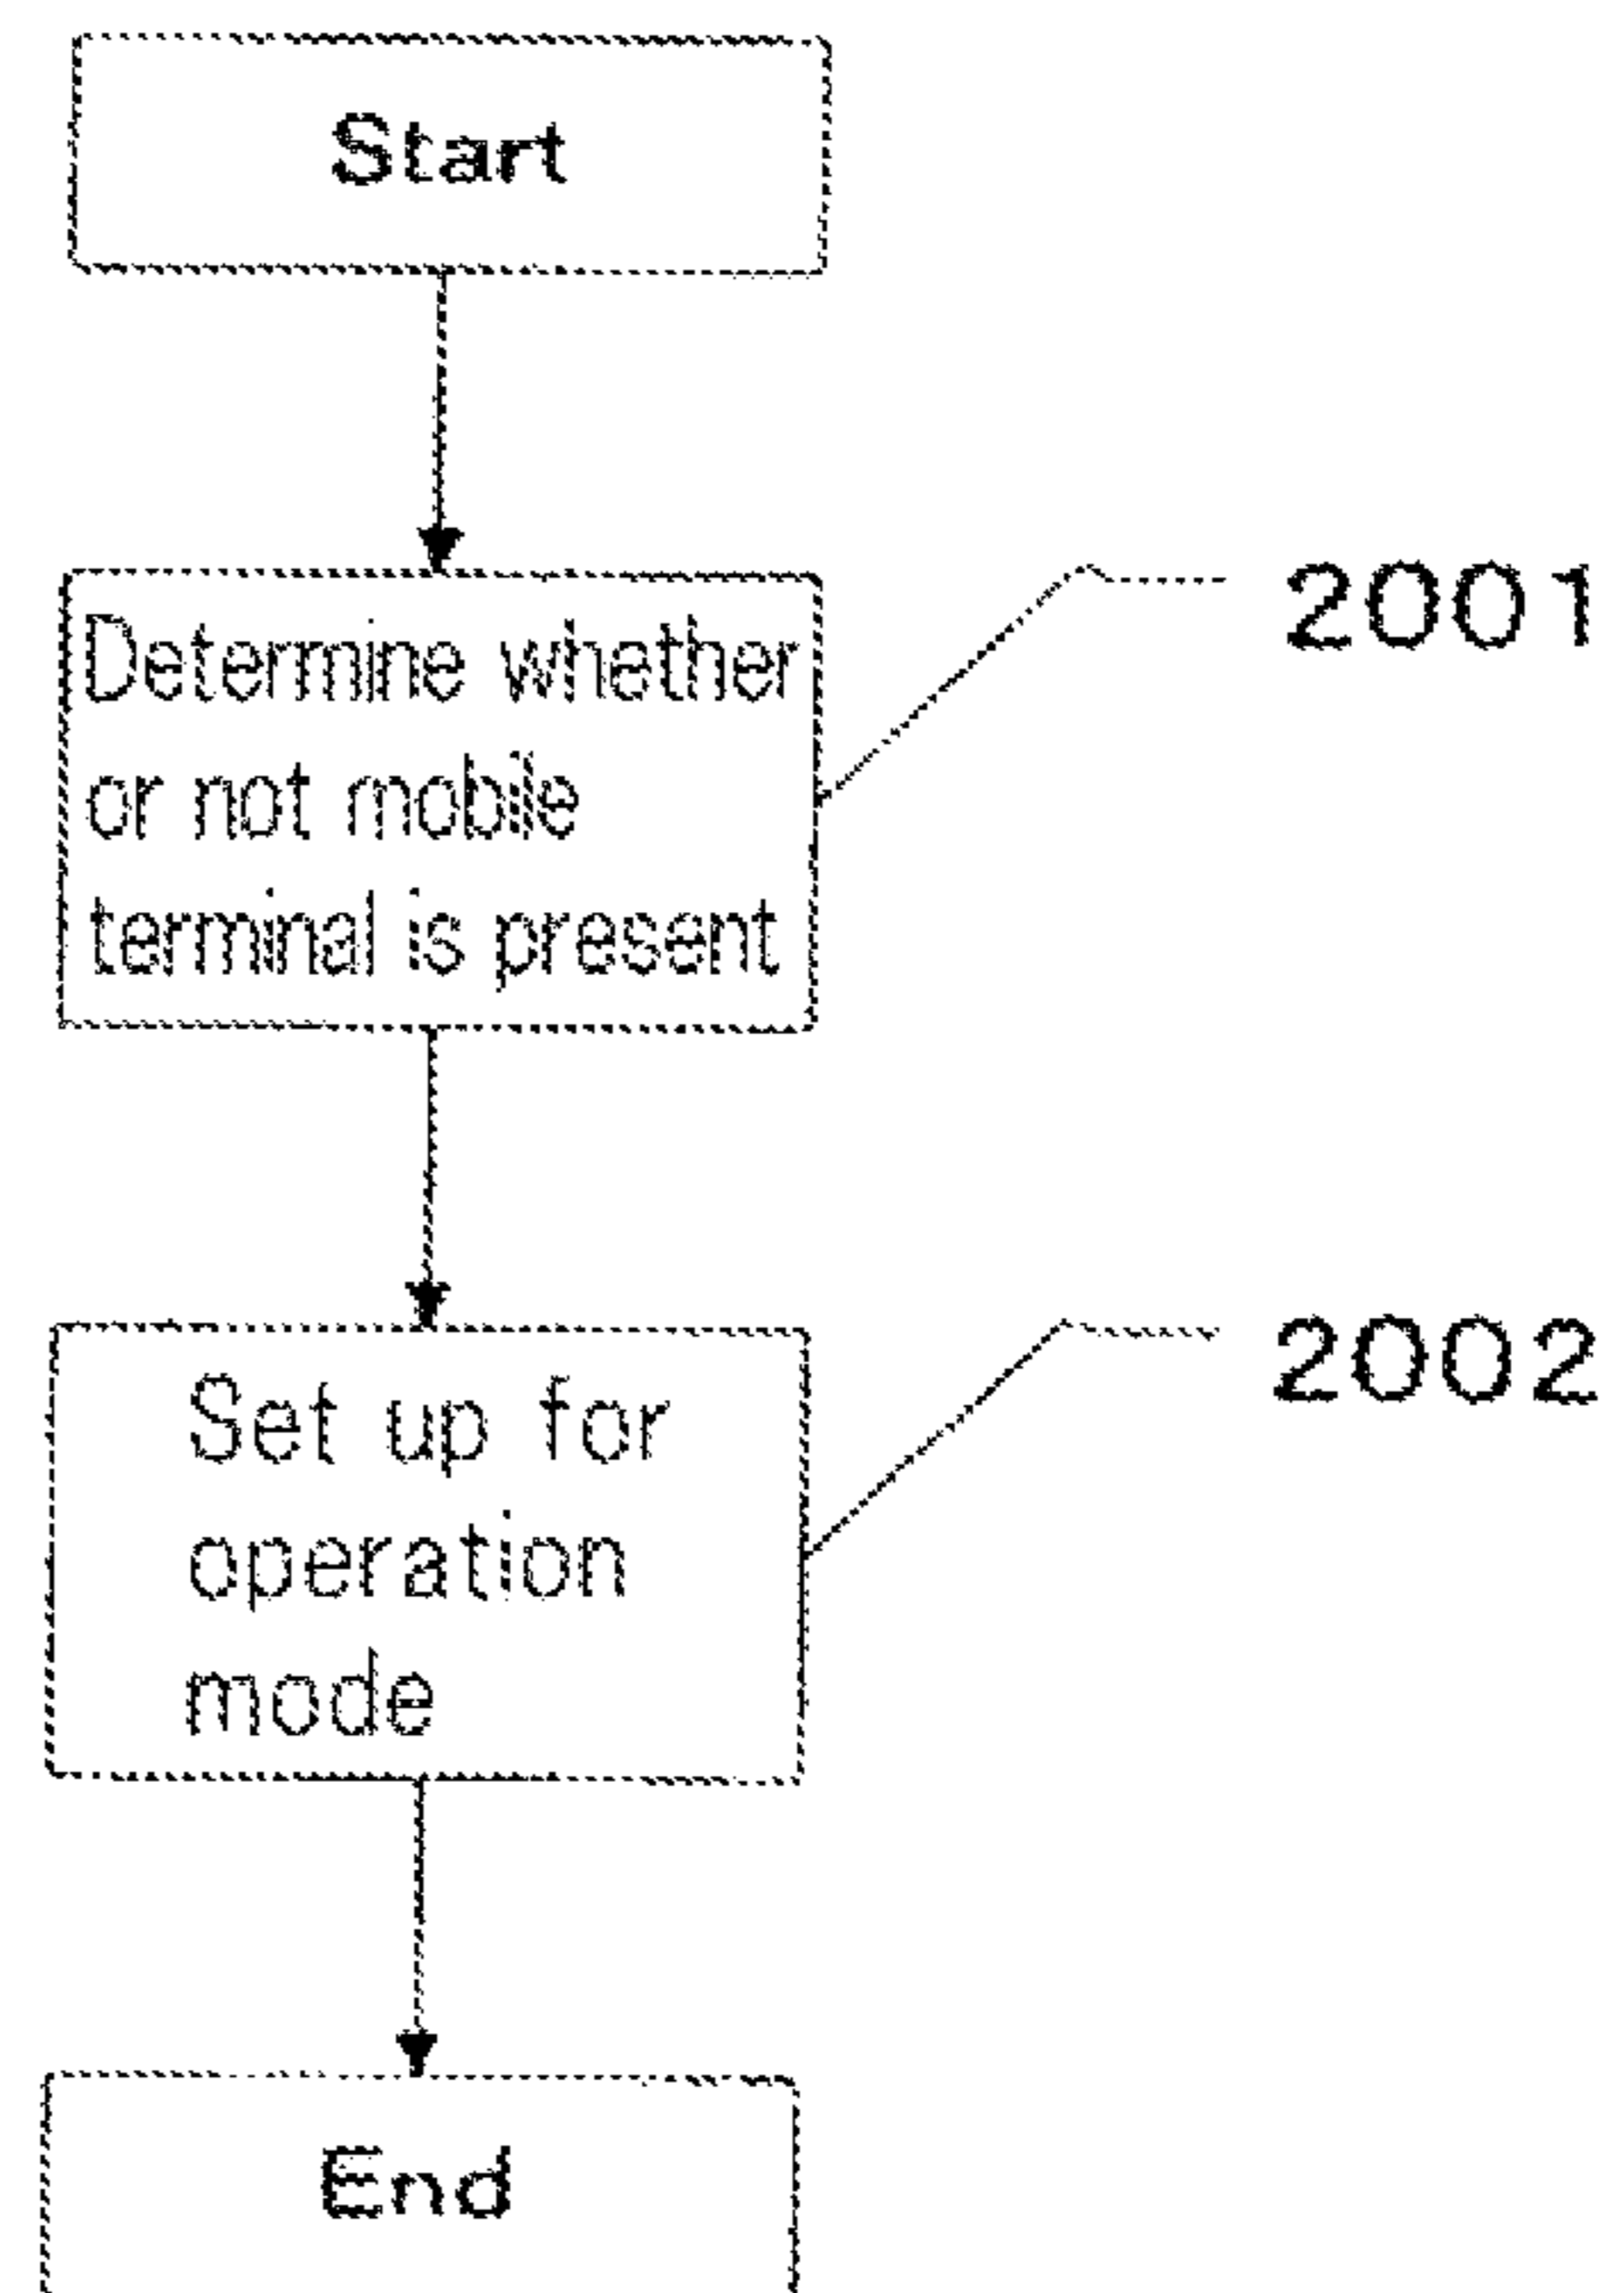 Start
Determine whether
or not mobile
terminal is present
2001
Set up for
operation
mode
2002
End